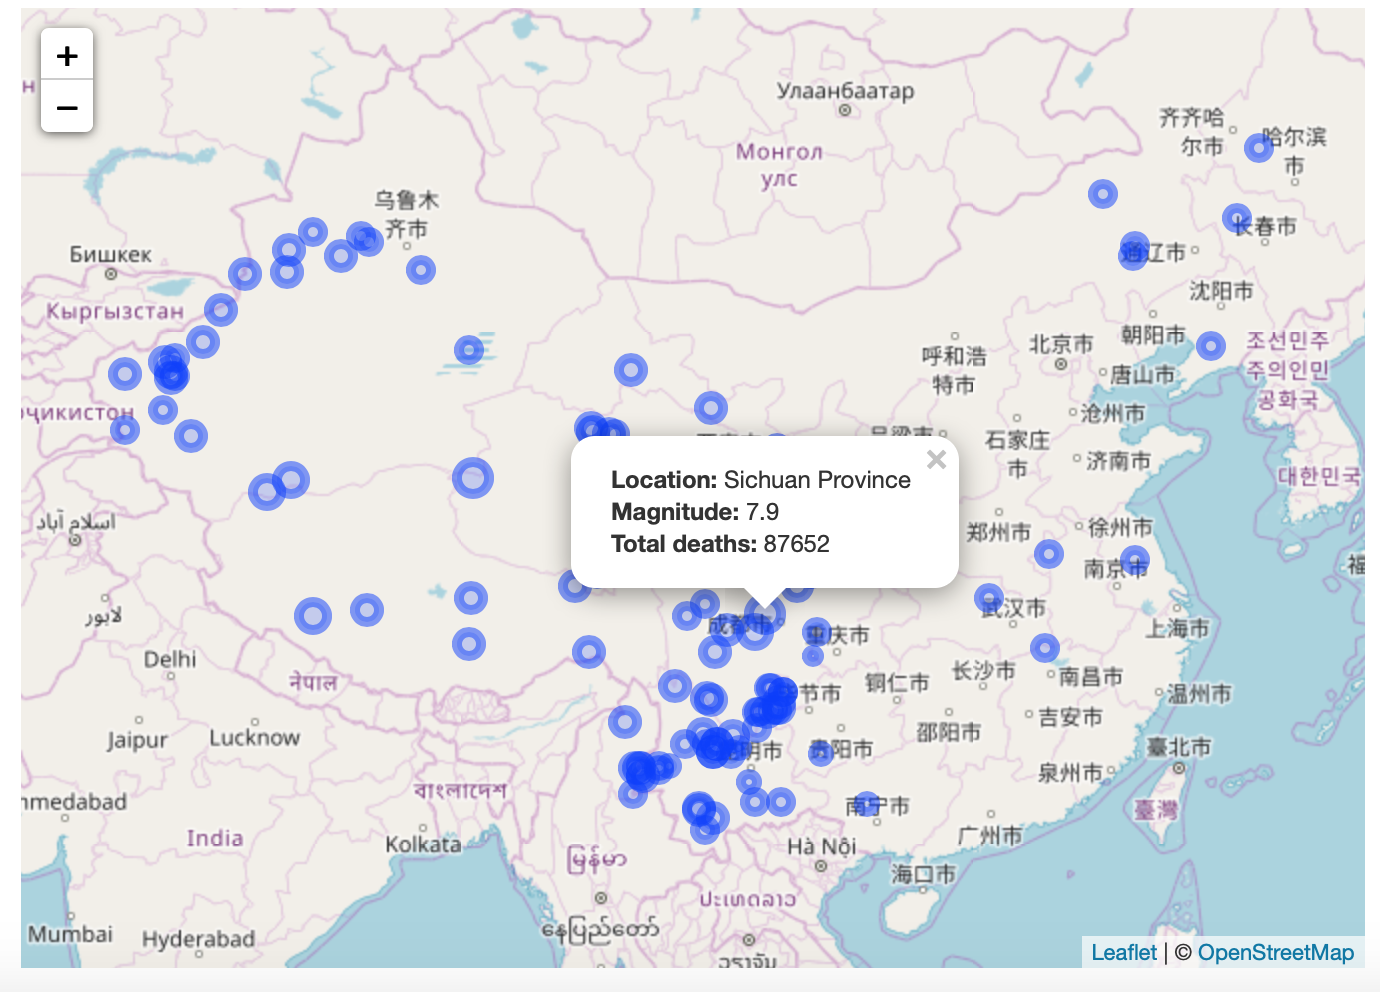 +
−
Улаанбаатар
Монгол
улс
齐齐哈
尔市
哈尔滨
市
乌鲁木
齐市
长春市
Бишкек
通辽市
沈阳市
Кыргызстан
朝阳市
北京市
呼和浩
特市
조선민주
주의인민
공화국
唐山市
沧州市
石家庄
市
济南市
대한민국
Location: Sichuan Province
Magnitude: 7.9
Total deaths: 87652
×
اسلام آباد
郑州市
徐州市
南京市
لاہور
成都市
重庆市
武汉市
上海市
Delhi
नेपाल
节市
铜仁市
长沙市
南昌市
温州市
Jaipur
Lucknow
吉安市
邵阳市
明市
贵阳市
臺北市
泉州市
বাংলাদেশ
臺灣
南宁市
India
Kolkata
广州市
Hà Nội
မြန်မာ
海口市
ປະເທດລາວ
နေပြည်တော်
Mumbai
Hyderabad
Leaflet | © OpenStreetMap